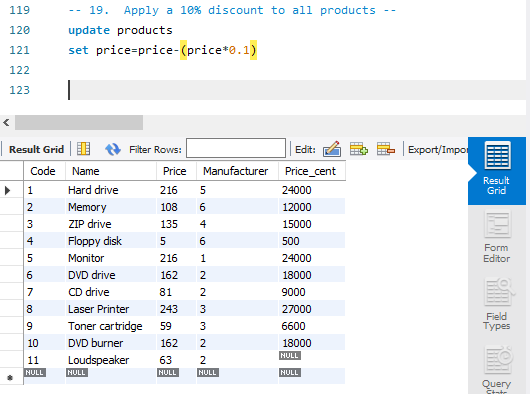 119 -- 19. Apply a 10% discount to all products --
120 update products
121 set price=price-(price*0.1)
122
123
Result Grid Filter Rows: Edit: Export/Impor
Code Name Price Manufacturer Price_cent
1 Hard drive 216 5 24000
2 Memory 108 6 12000
3 ZIP drive 135 4 15000
4 Floppy disk 5 6 500
5 Monitor 216 1 24000
6 DVD drive 162 2 18000
7 CD drive 81 2 9000
8 Laser Printer 243 3 27000
9 Toner cartridge 59 3 6600
10 DVD burner 162 2 18000
11 Loudspeaker 63 2 NULL
NULL NULL NULL NULL NULL
Result
Grid
Form
Editor
Field
Types
Query
Stats